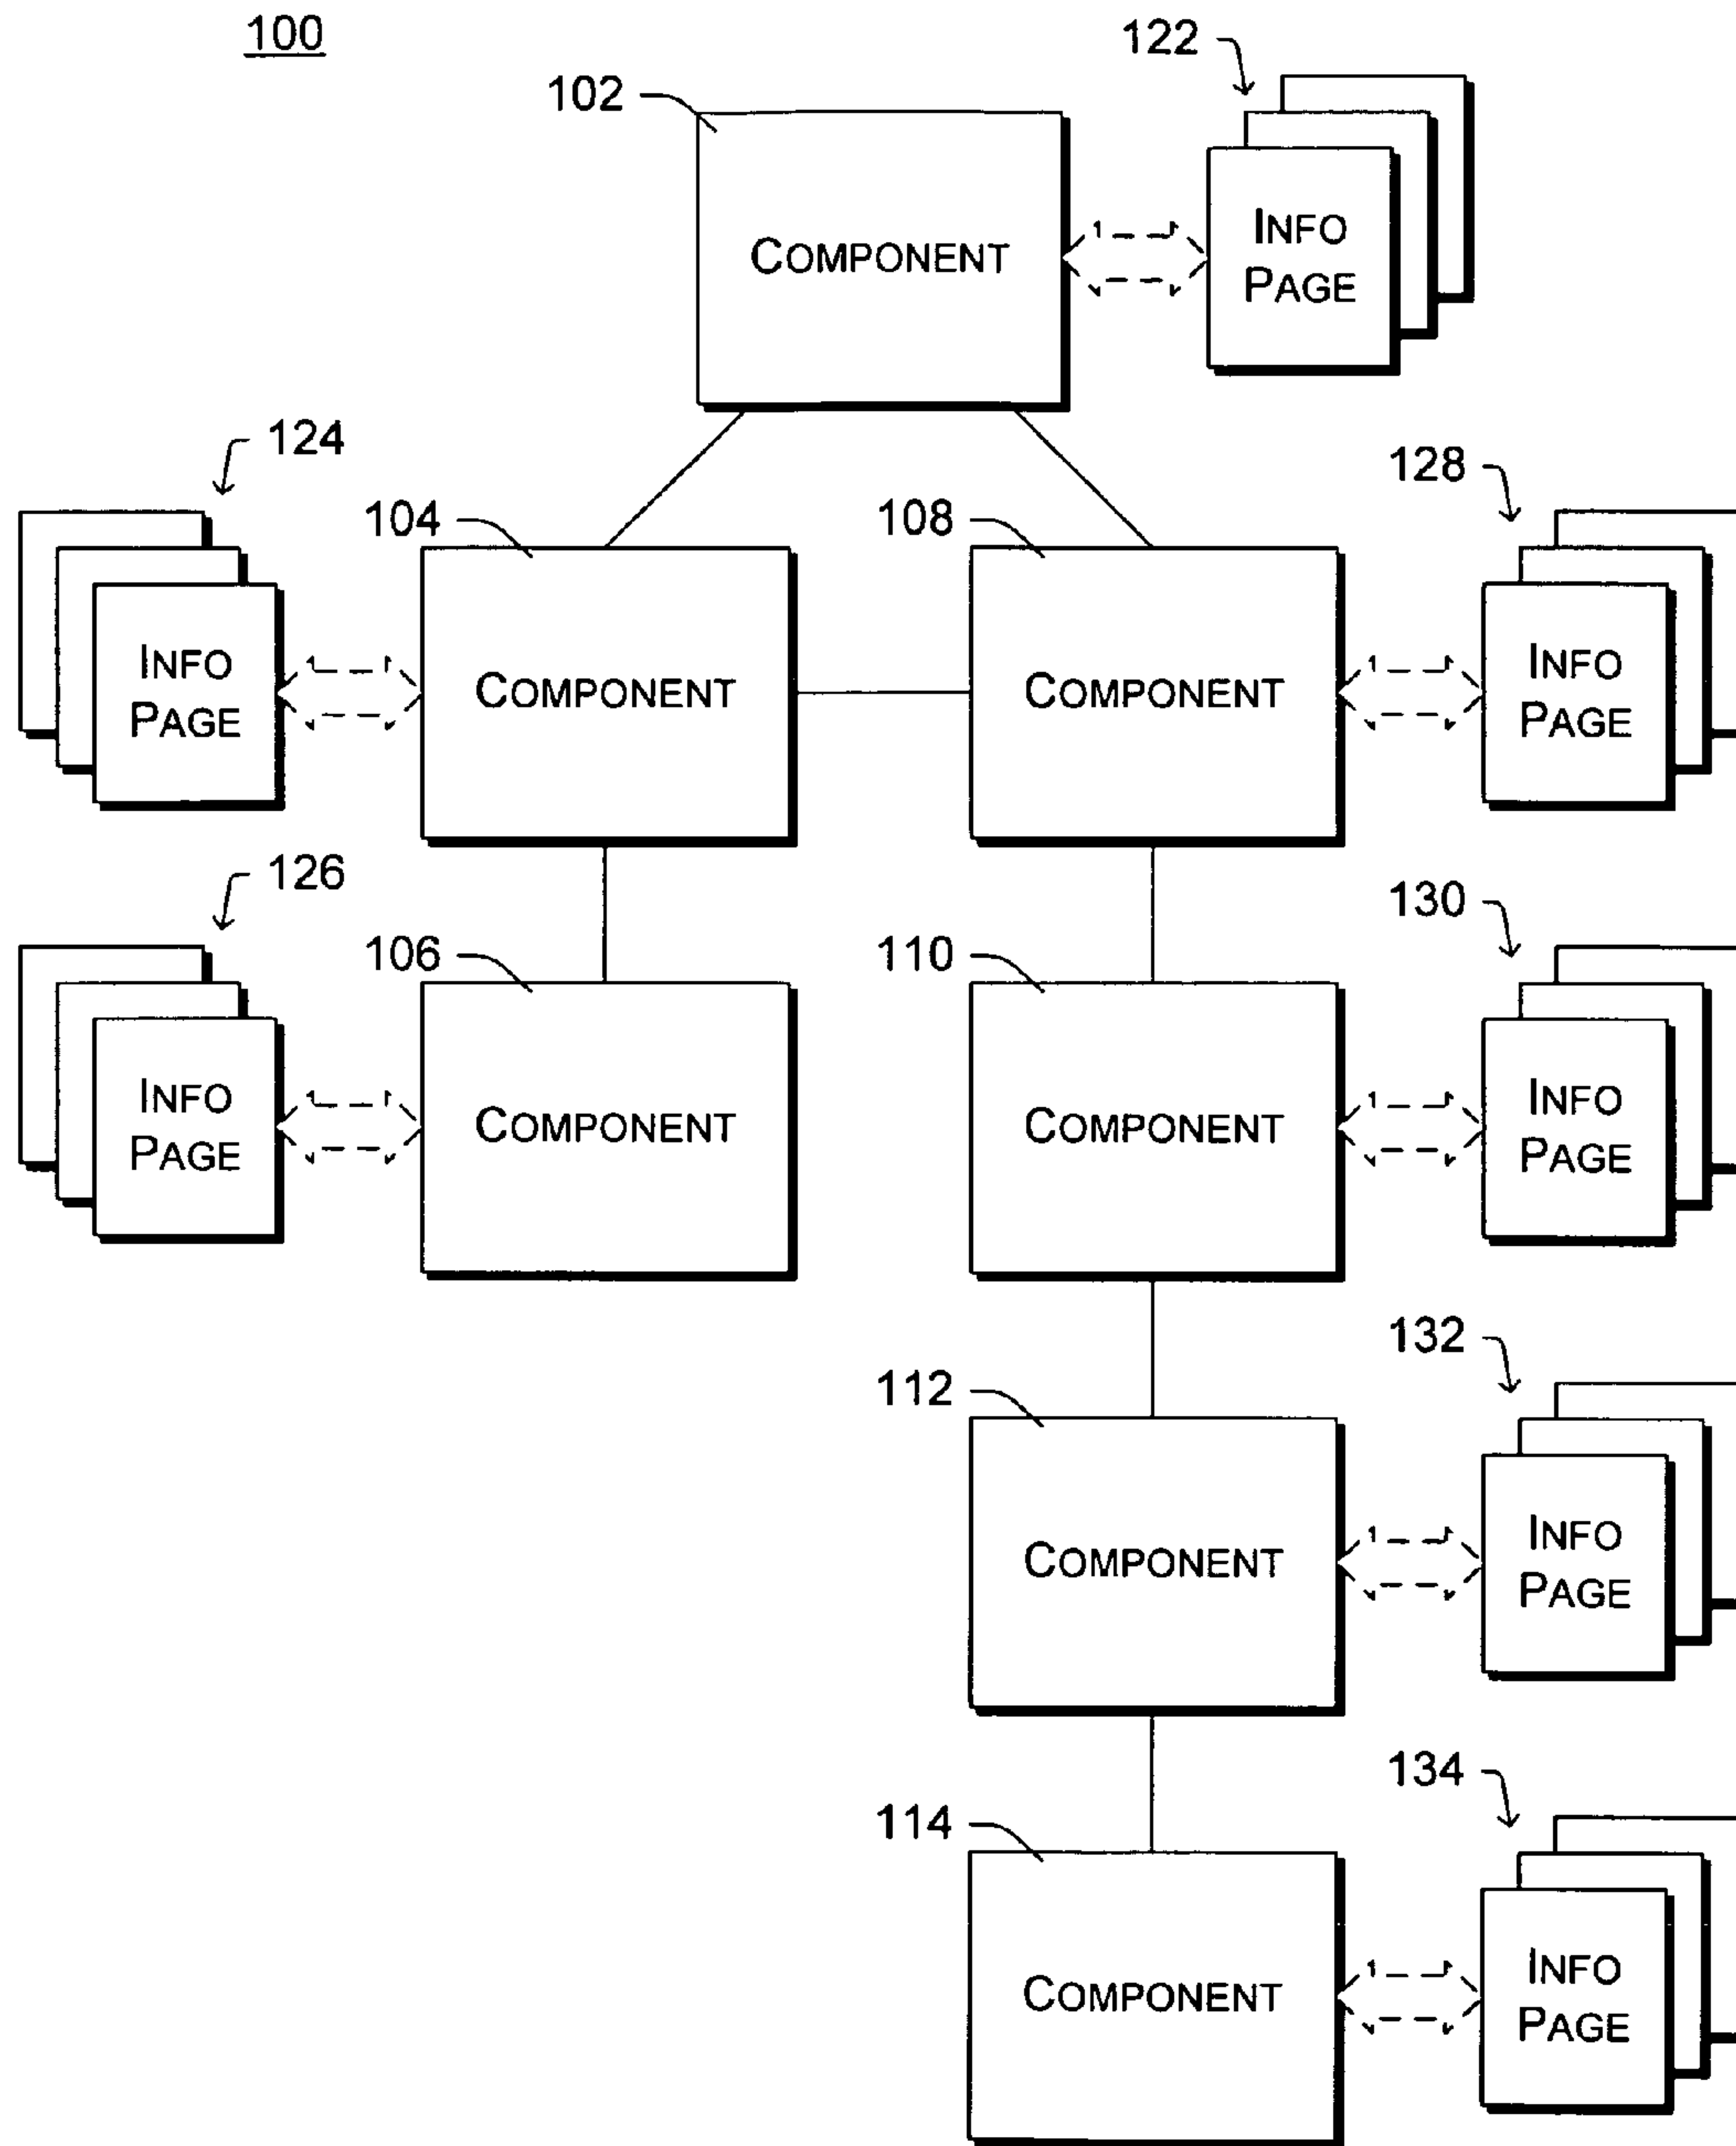 100
122
102
COMPONENT
INFO
PAGE
124
128
104
108
INFO
PAGE
COMPONENT
COMPONENT
INFO
PAGE
126
130
106
110
INFO
PAGE
COMPONENT
COMPONENT
INFO
PAGE
132
112
COMPONENT
INFO
PAGE
134
114
COMPONENT
INFO
PAGE